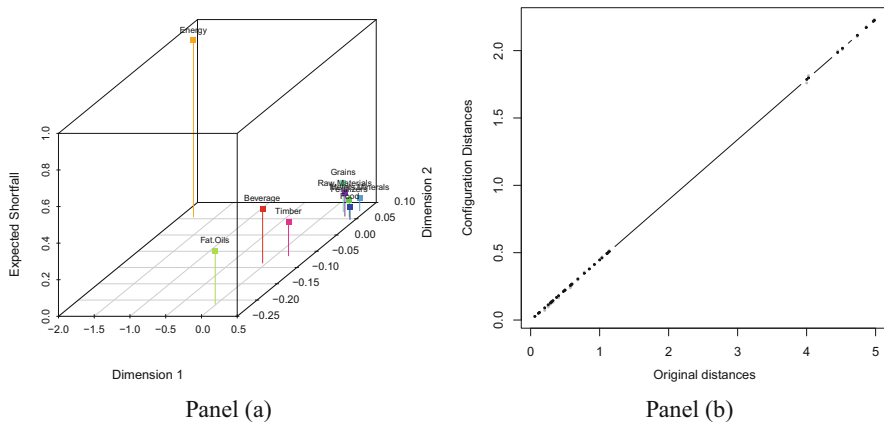 Energy
Grains
Raw.Materials
Food
Beverage
Timber
Fat.Oils
Expected Shortfall
0.0 0.2 0.4 0.6 0.8 1.0
−2.0 −1.5 −1.0 −0.5 0.0 0.5
Dimension 1
−0.25 −0.20 −0.15 −0.10 −0.05 0.00 0.05 0.10
Dimension 2
Panel (a)
Configuration Distances
0.0 0.5 1.0 1.5 2.0
0 1 2 3 4 5
Original distances
Panel (b)